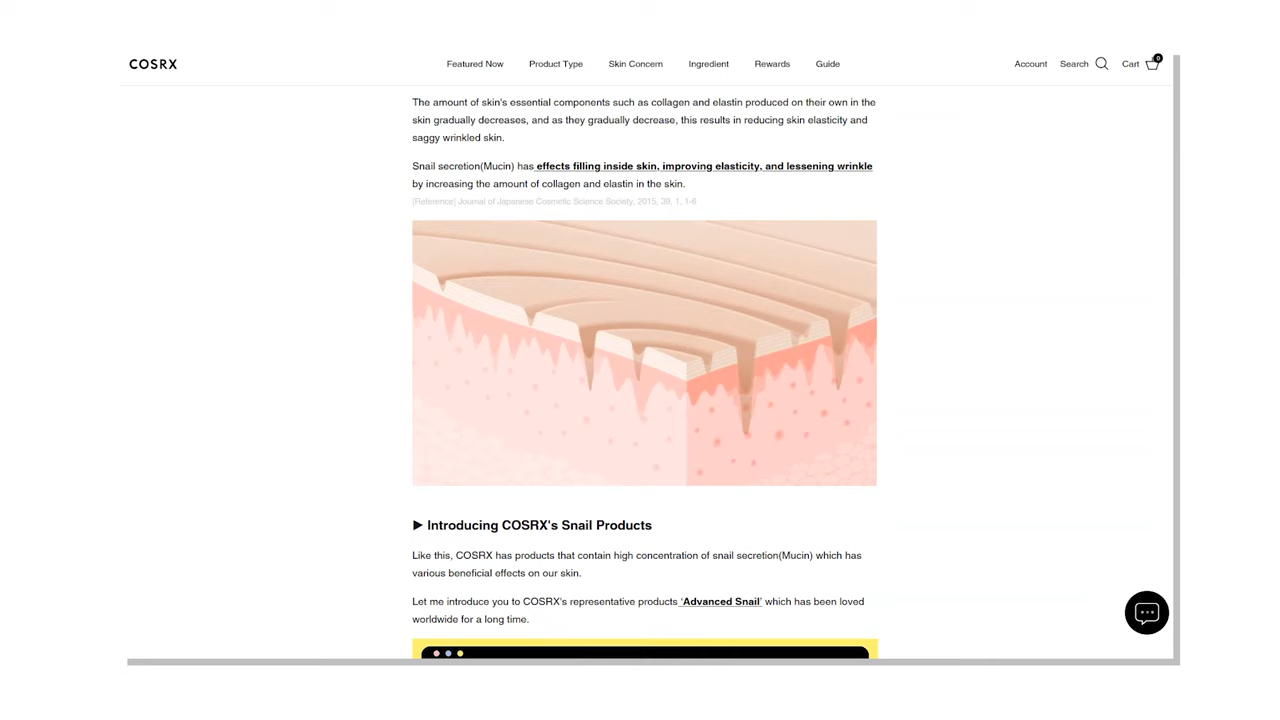 COSRX
Featured Now
Product Type
Skin Concern
Ingredient
Rewards
Guide
Account
Search
Cart
0
The amount of skin's essential components such as collagen and elastin produced on their own in the
skin gradually decreases, and as they gradually decrease, this results in reducing skin elasticity and
saggy wrinkled skin.
Snail secretion(Mucin) has effects filling inside skin, improving elasticity, and lessening wrinkle
by increasing the amount of collagen and elastin in the skin.
[Reference] Journal of Japanese Cosmetic Science Society, 2015, 39, 1, 1-6
▶ Introducing COSRX's Snail Products
Like this, COSRX has products that contain high concentration of snail secretion(Mucin) which has
various beneficial effects on our skin.
Let me introduce you to COSRX's representative products 'Advanced Snail' which has been loved
worldwide for a long time.